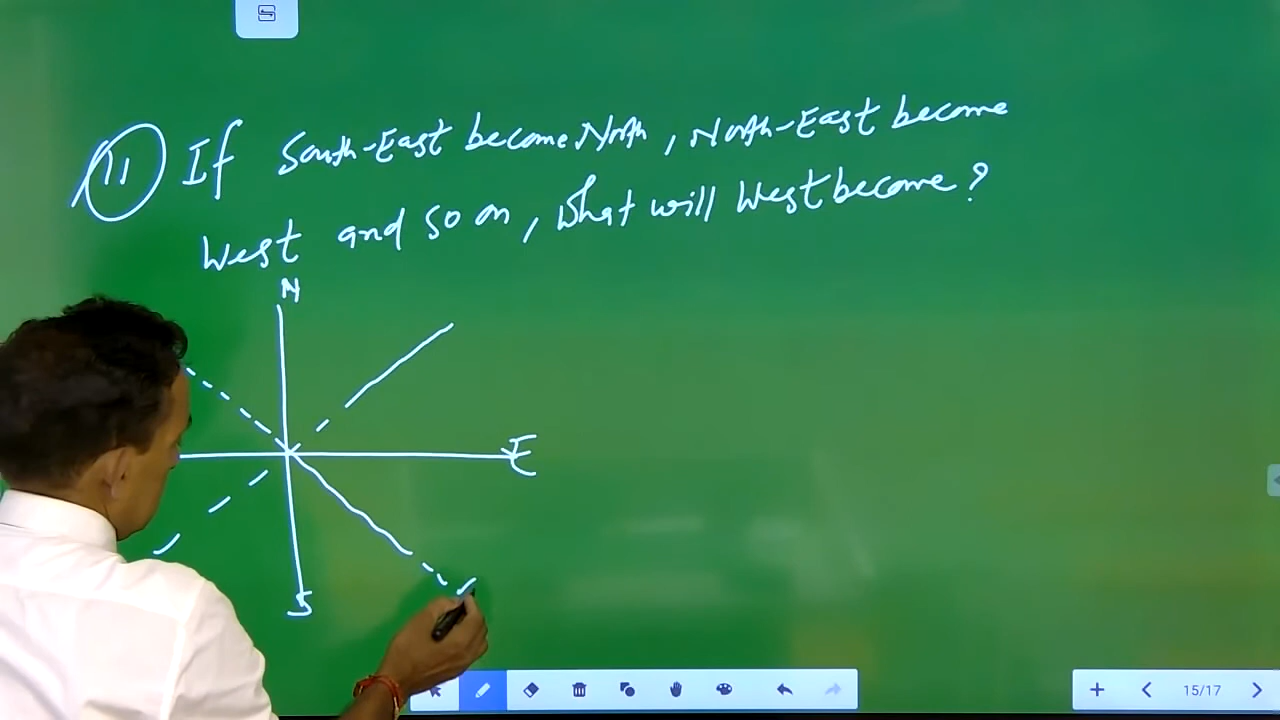 11 If South-East become North, North-East become
West and so on, What will West become?
N
E
S
15/17